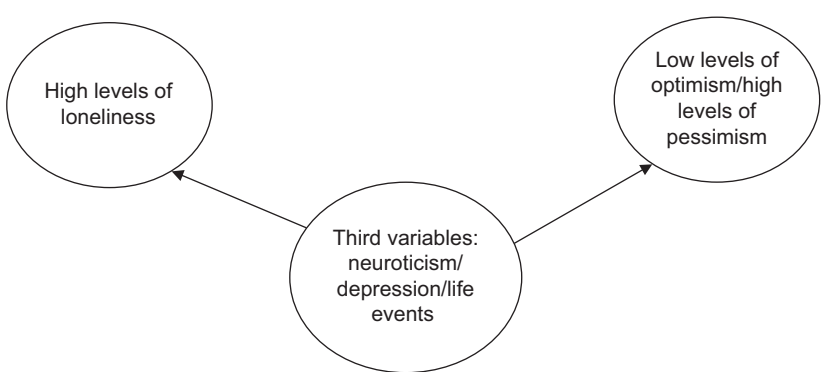 High levels of
loneliness
Low levels of
optimism/high
levels of
pessimism
Third variables:
neuroticism/
depression/life
events